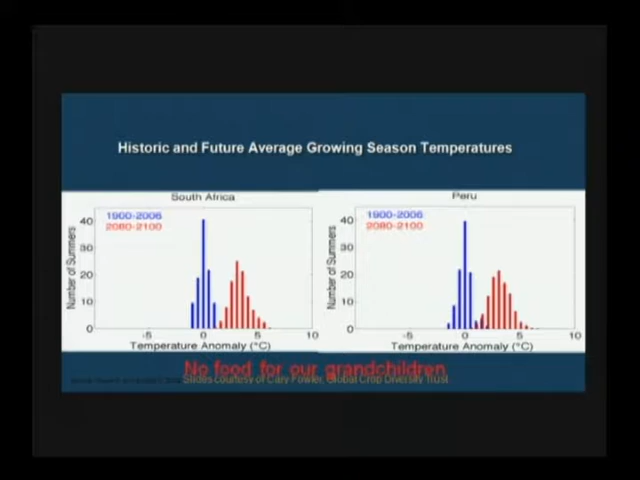 Historic and Future Average Growing Season Temperatures
South Africa
1900-2006
2080-2100
Number of Summers
40
30
20
10
0
-5
0
5
10
Temperature Anomaly (°C)
Peru
1900-2006
2080-2100
Number of Summers
40
30
20
10
0
-5
0
5
10
Temperature Anomaly (°C)
No food for our grandchildren
Slides courtesy of Cary Fowler, Global Crop Diversity Trust